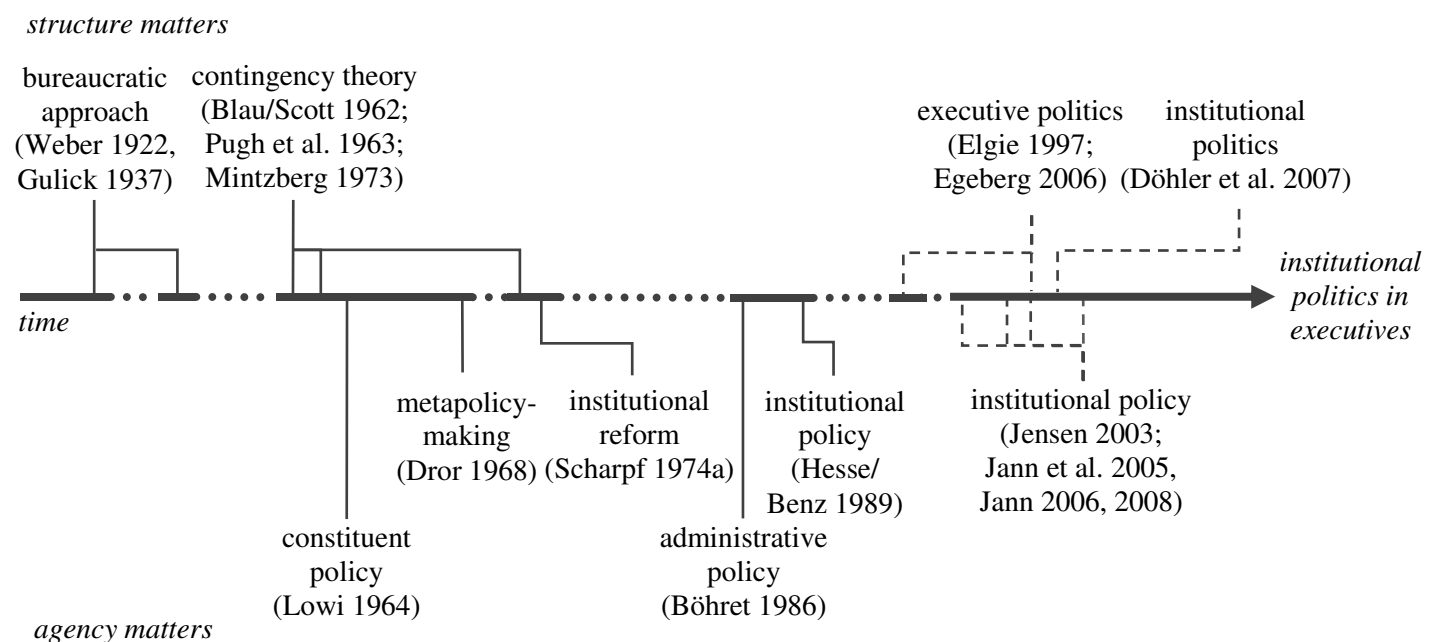 structure matters
bureaucratic
approach
(Weber 1922,
Gulick 1937)
contingency theory
(Blau/Scott 1962;
Pugh et al. 1963;
Mintzberg 1973)
executive politics
(Elgie 1997;
Egeberg 2006)
institutional
politics
(Döhler et al. 2007)
time
institutional
politics in
executives
metapolicy-
making
(Dror 1968)
institutional
reform
(Scharpf 1974a)
institutional
policy
(Hesse/
Benz 1989)
institutional policy
(Jensen 2003;
Jann et al. 2005,
Jann 2006, 2008)
constituent
policy
(Lowi 1964)
administrative
policy
(Böhret 1986)
agency matters